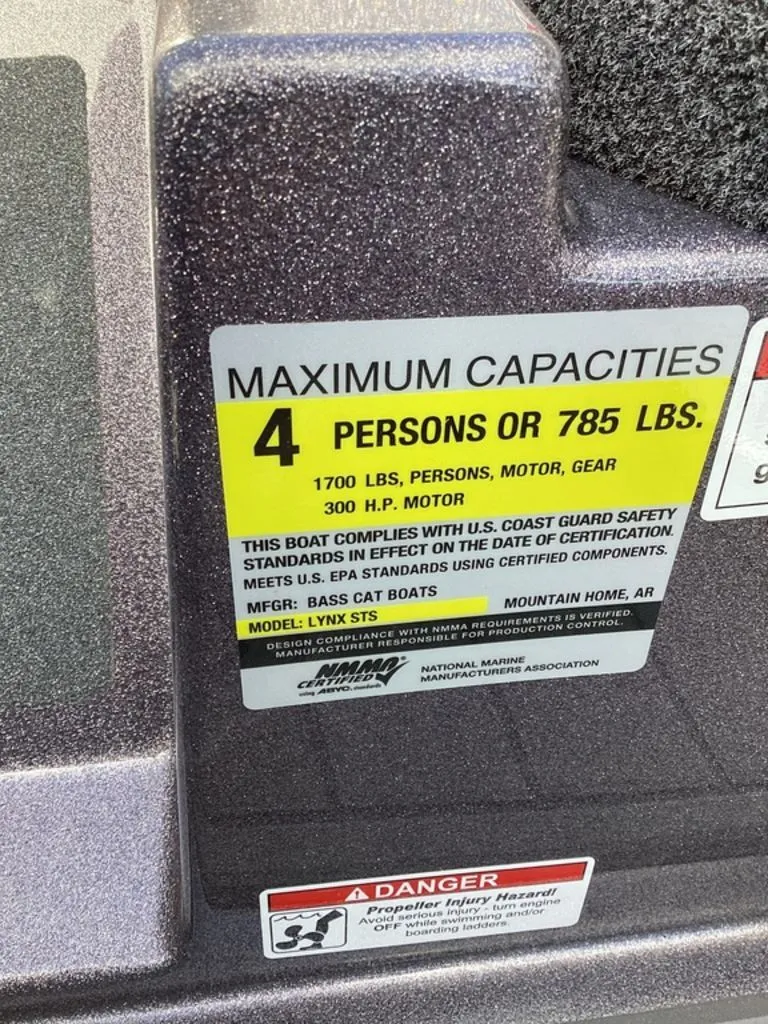 MAXIMUM CAPACITIES
4 PERSONS OR 785 LBS.
1700 LBS, PERSONS, MOTOR, GEAR
300 H.P. MOTOR
THIS BOAT COMPLIES WITH U.S. COAST GUARD SAFETY
STANDARDS IN EFFECT ON THE DATE OF CERTIFICATION.
MEETS U.S. EPA STANDARDS USING CERTIFIED COMPONENTS.
MFGR: BASS CAT BOATS MOUNTAIN HOME, AR
MODEL: LYNX STS
DESIGN COMPLIANCE WITH NMMA REQUIREMENTS IS VERIFIED.
MANUFACTURER RESPONSIBLE FOR PRODUCTION CONTROL.
NMMA
CERTIFIED
using ABYC standards
NATIONAL MARINE
MANUFACTURERS ASSOCIATION
DANGER
Propeller Injury Hazard!
Avoid serious injury - turn engine
OFF while swimming and/or
boarding ladders.